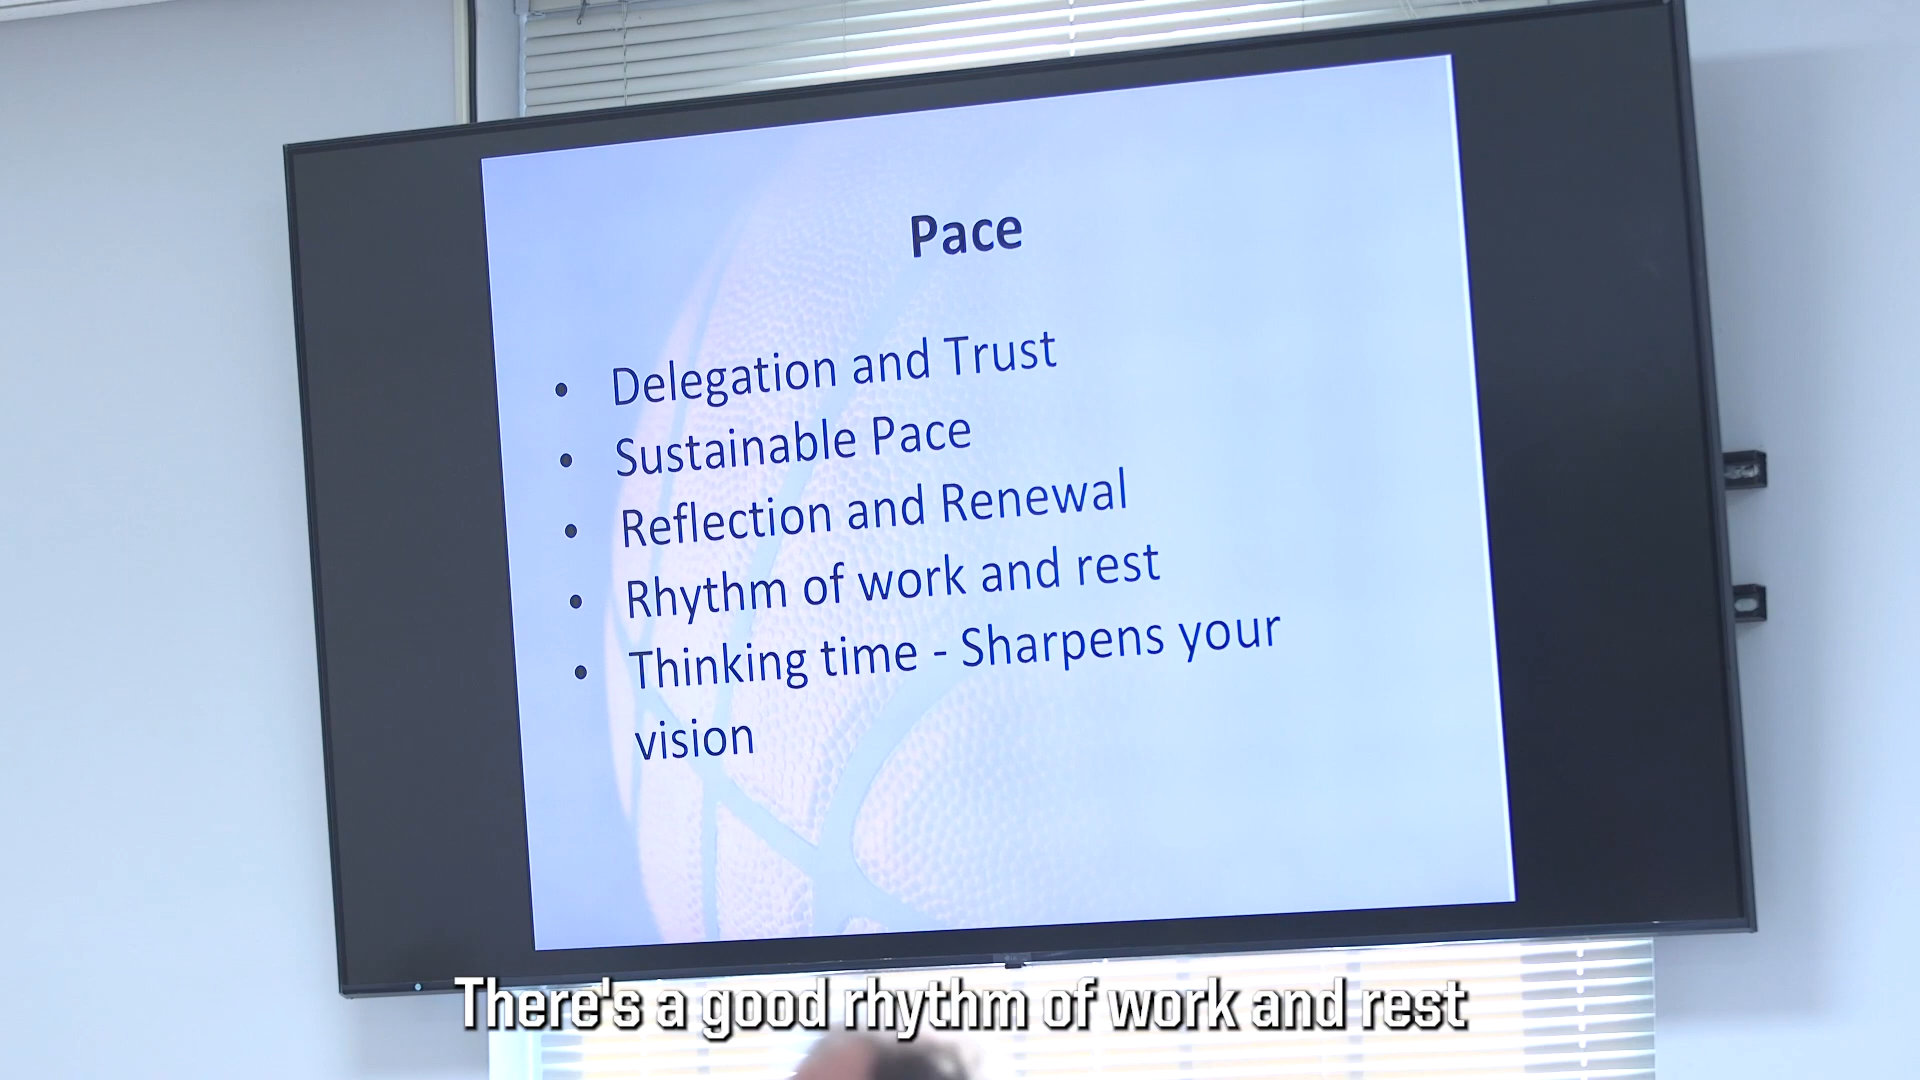 Pace
• Delegation and Trust
• Sustainable Pace
• Reflection and Renewal
• Rhythm of work and rest
• Thinking time - Sharpens your
vision
There's a good rhythm of work and rest